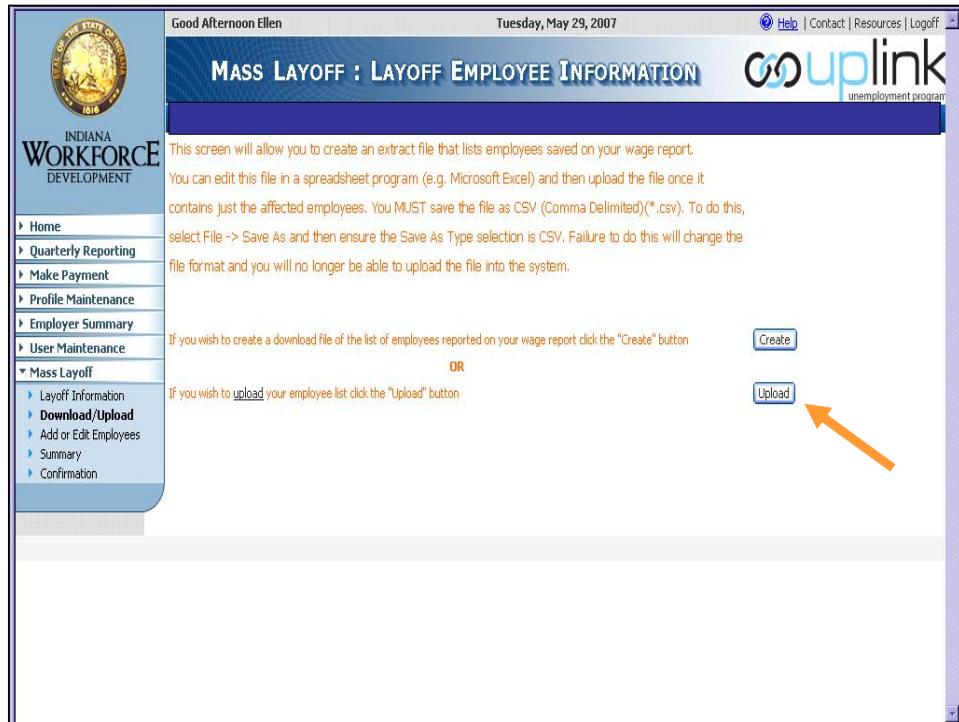 Good Afternoon Ellen
Tuesday, May 29, 2007
Help | Contact | Resources | Logoff
MASS LAYOFF : LAYOFF EMPLOYEE INFORMATION
uplink
unemployment program
1816
INDIANA
WORKFORCE
DEVELOPMENT
Home
Quarterly Reporting
Make Payment
Profile Maintenance
Employer Summary
User Maintenance
Mass Layoff
Layoff Information
Download/Upload
Add or Edit Employees
Summary
Confirmation
This screen will allow you to create an extract file that lists employees saved on your wage report.
You can edit this file in a spreadsheet program (e.g. Microsoft Excel) and then upload the file once it
contains just the affected employees. You MUST save the file as CSV (Comma Delimited)(*.csv). To do this,
select File -> Save As and then ensure the Save As Type selection is CSV. Failure to do this will change the
file format and you will no longer be able to upload the file into the system.
If you wish to create a download file of the list of employees reported on your wage report click the "Create" button
Create
OR
If you wish to upload your employee list click the "Upload" button
Upload